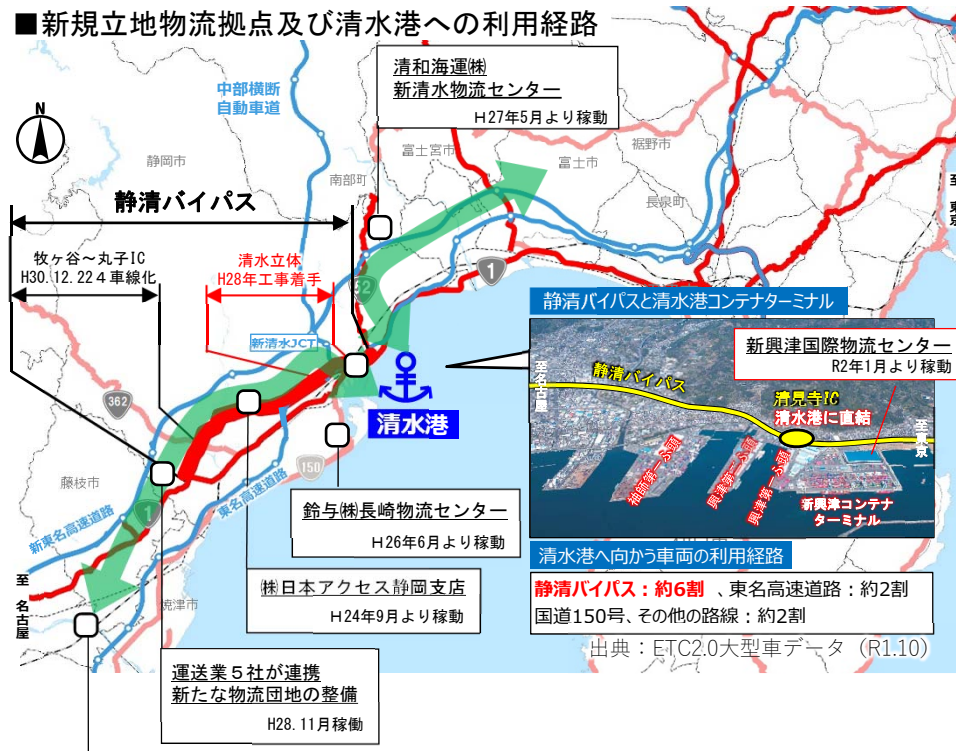 ■新規立地物流拠点及び清水港への利用経路
清和海運㈱
新清水物流センター
H27年5月より稼動
中部横断
自動車道
N
静岡市
南部町
富士宮市
富士市
裾野市
長泉町
至 東京
静清バイパス
牧ヶ谷～丸子IC
H30.12.22４車線化
清水立体
H28年工事着手
52
1
新清水JCT
静清バイパスと清水港コンテナターミナル
新興津国際物流センター
R2年1月より稼動
至名古屋
静清バイパス
清見寺IC
清水港に直結
至東京
袖師第一ふ頭
興津第二ふ頭
興津第一ふ頭
新興津コンテナ
ターミナル
清水港
362
150
藤枝市
新東名高速道路
1
東名高速道路
鈴与㈱長崎物流センター
H26年6月より稼動
清水港へ向かう車両の利用経路
静清バイパス：約6割 、東名高速道路：約2割
国道150号、その他の路線：約2割
出典：ETC2.0大型車データ（R1.10）
㈱日本アクセス静岡支店
H24年9月より稼動
至 名古屋
焼津市
運送業５社が連携
新たな物流団地の整備
H28.11月稼働